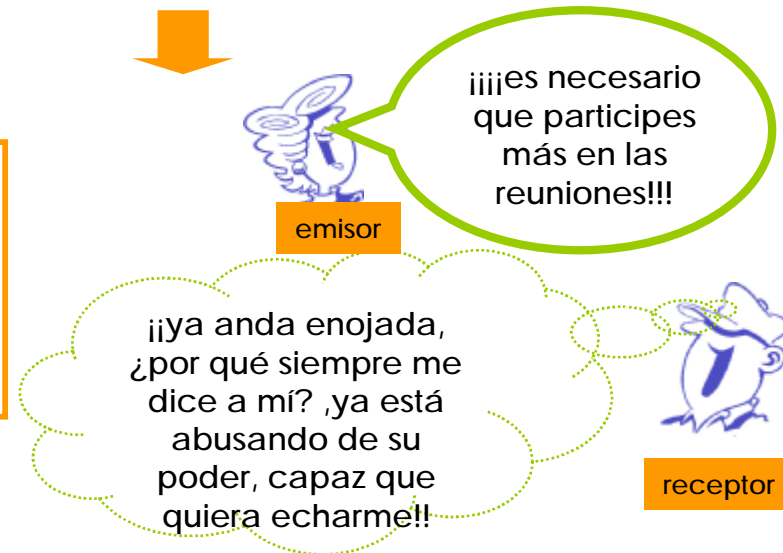 ¡¡¡¡es necesario
que participes
más en las
reuniones!!!
emisor
¡¡ya anda enojada,
¿por qué siempre me
dice a mí? ,ya está
abusando de su
poder, capaz que
quiera echarme!!
receptor